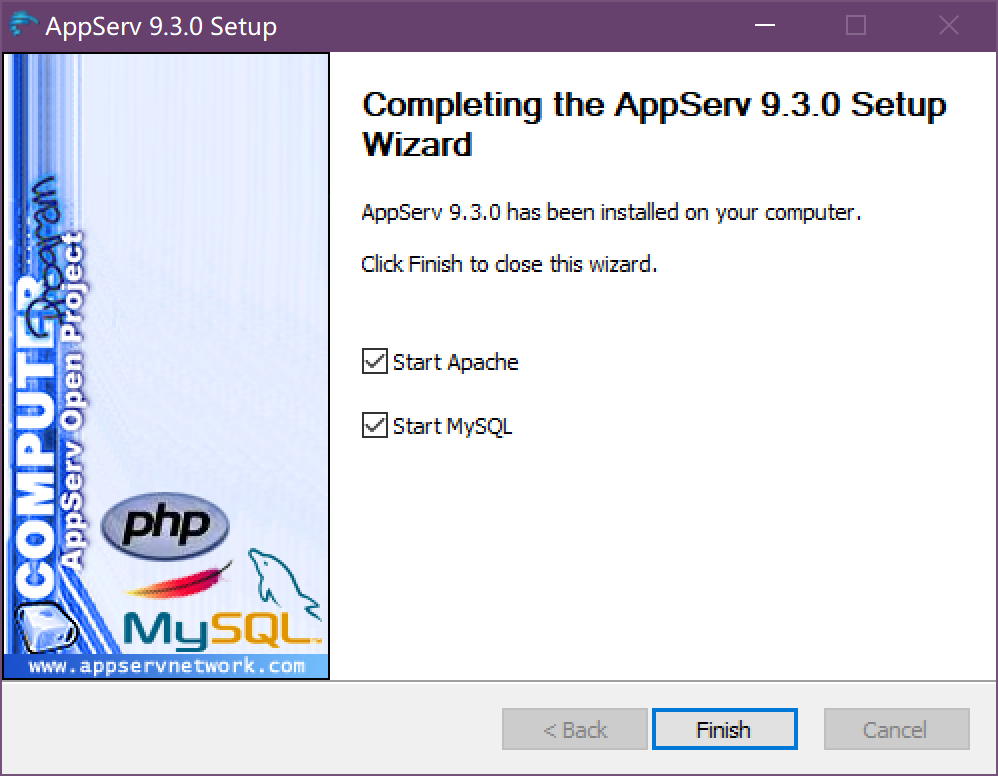 AppServ 9.3.0 Setup
Completing the AppServ 9.3.0 Setup
Wizard
AppServ 9.3.0 has been installed on your computer.
Click Finish to close this wizard.
Start Apache
Start MySQL
COMPUTER
Program
AppServ Open Project
php
MySQL™
www.appservnetwork.com
< Back
Finish
Cancel